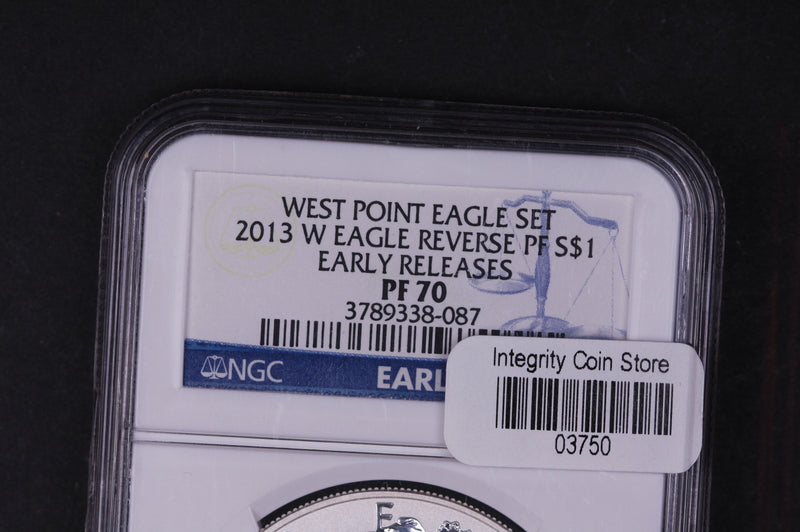 WEST POINT EAGLE SET
2013 W EAGLE REVERSE PF S$1
EARLY RELEASES
PF 70
3789338-087
NGC EARL
Integrity Coin Store
03750
E